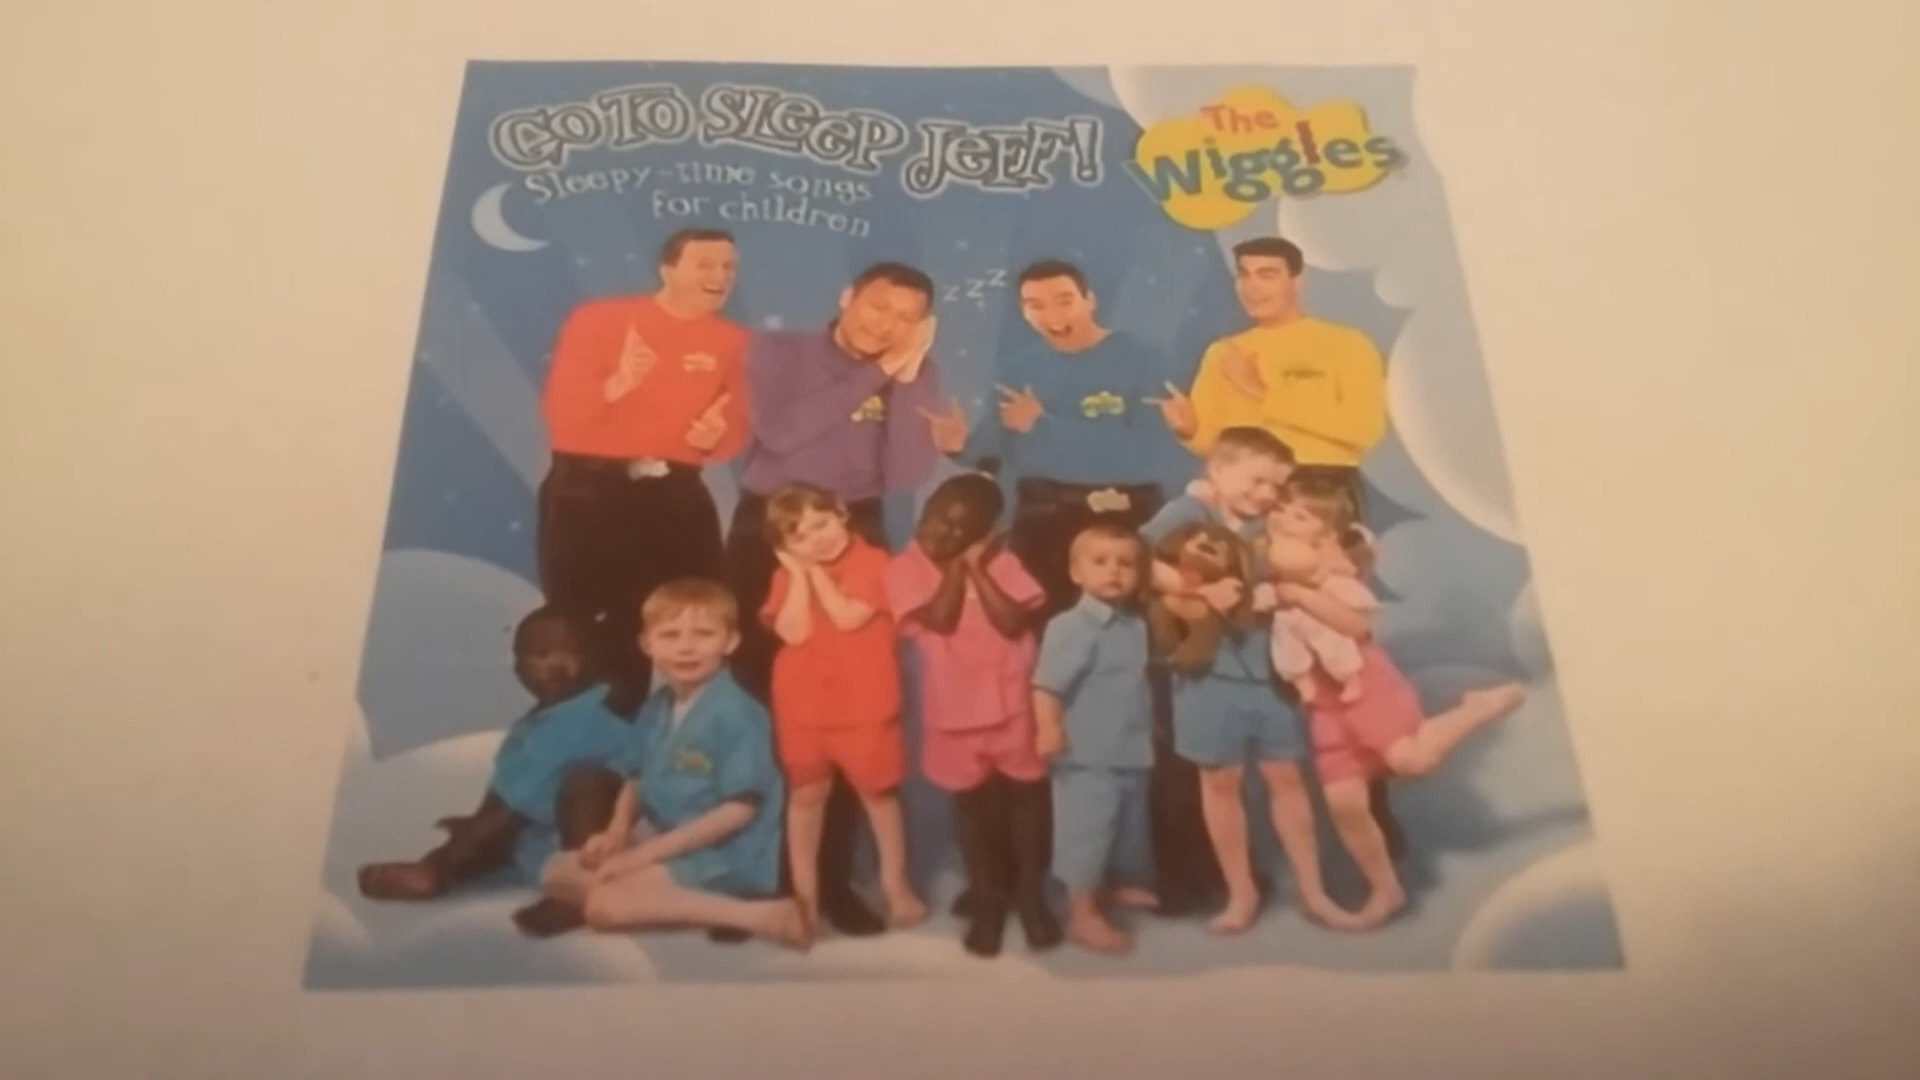 GO TO SLEEP JEFF!
Sleepy-time songs
for children
The
Wiggles
zzz